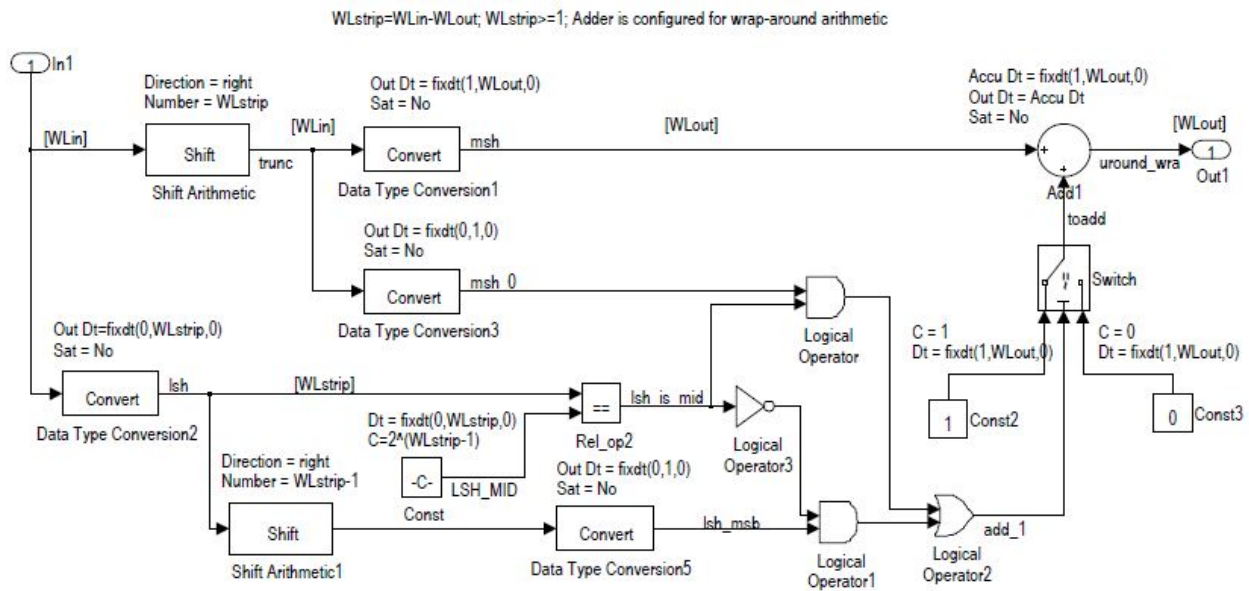 WLstrip=WLin-WLout; WLstrip>=1; Adder is configured for wrap-around arithmetic
1
In1
Direction = right
Number = WLstrip
Out Dt = fixdt(1,WLout,0)
Sat = No
Accu Dt = fixdt(1,WLout,0)
Out Dt = Accu Dt
Sat = No
[WLin]
Shift
trunc
Shift Arithmetic
[WLin]
Convert
msh
Data Type Conversion1
[WLout]
+
+
Add1
uround_wra
[WLout]
1
Out1
toadd
Out Dt = fixdt(0,1,0)
Sat = No
Convert
msh_0
Data Type Conversion3
Logical
Operator
Switch
C = 1
Dt = fixdt(1,WLout,0)
C = 0
Dt = fixdt(1,WLout,0)
1
Const2
0
Const3
Out Dt=fixdt(0,WLstrip,0)
Sat = No
Convert
lsh
Data Type Conversion2
[WLstrip]
==
Rel_op2
lsh_is_mid
Dt = fixdt(0,WLstrip,0)
C=2^(WLstrip-1)
-C-
LSH_MID
Const
Logical
Operator3
Direction = right
Number = WLstrip-1
Shift
Shift Arithmetic1
Out Dt = fixdt(0,1,0)
Sat = No
Convert
lsh_msb
Data Type Conversion5
Logical
Operator1
Logical
Operator2
add_1